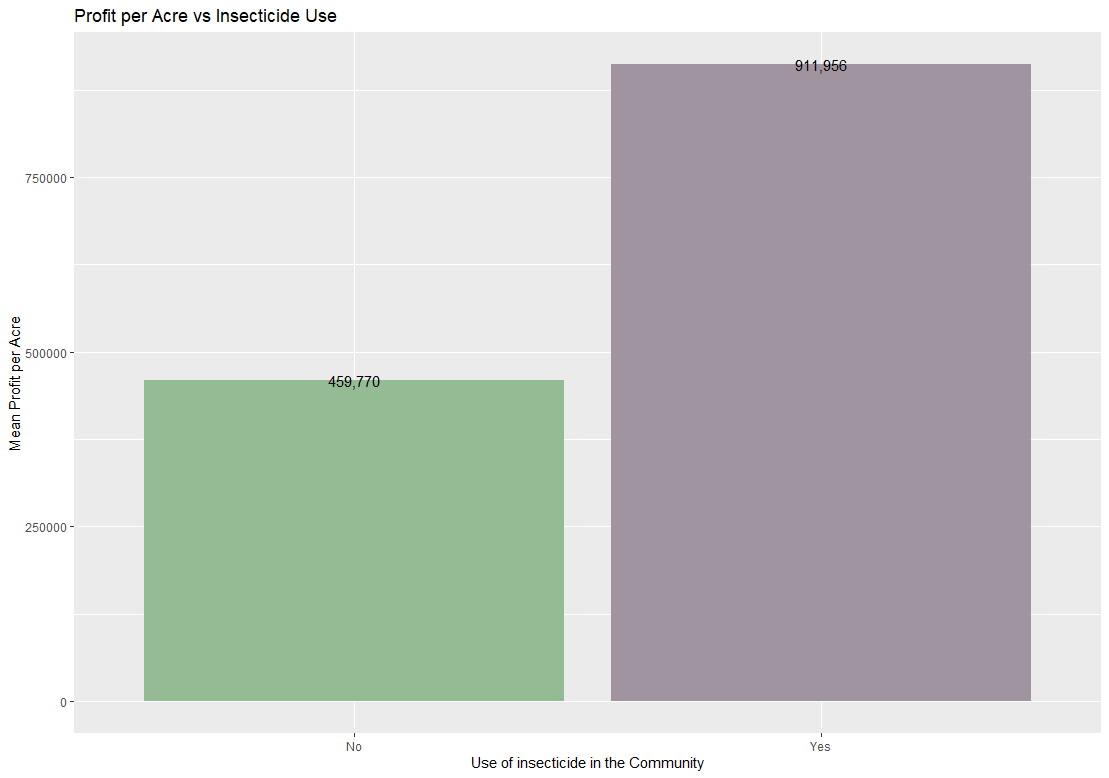 Profit per Acre vs Insecticide Use
911,956
750000
Mean Profit per Acre
500000
459,770
250000
0
No
Yes
Use of insecticide in the Community